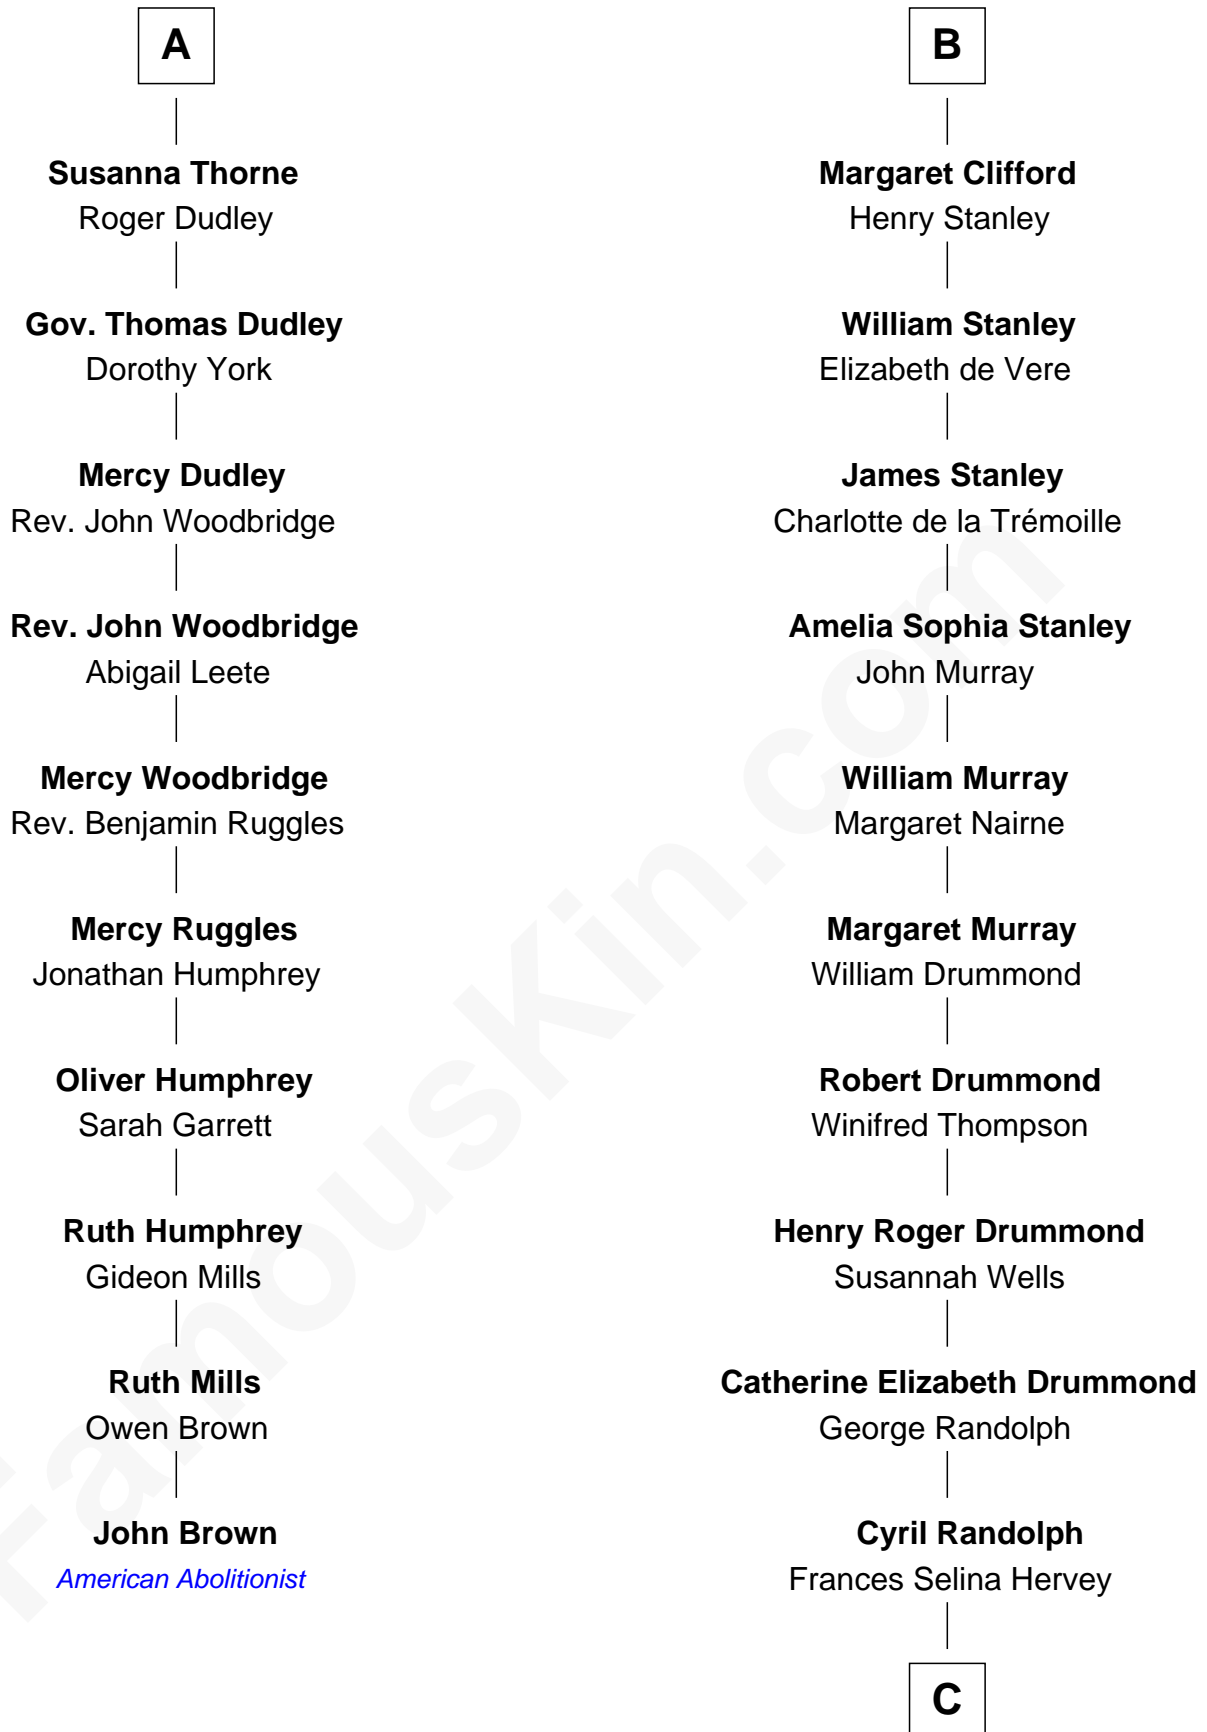 A
Susanna Thorne
Roger Dudley
Gov. Thomas Dudley
Dorothy York
Mercy Dudley
Rev. John Woodbridge
Rev. John Woodbridge
Abigail Leete
Mercy Woodbridge
Rev. Benjamin Ruggles
Mercy Ruggles
Jonathan Humphrey
Oliver Humphrey
Sarah Garrett
Ruth Humphrey
Gideon Mills
Ruth Mills
Owen Brown
John Brown
American Abolitionist
B
Margaret Clifford
Henry Stanley
William Stanley
Elizabeth de Vere
James Stanley
Charlotte de la Trémoille
Amelia Sophia Stanley
John Murray
William Murray
Margaret Nairne
Margaret Murray
William Drummond
Robert Drummond
Winifred Thompson
Henry Roger Drummond
Susannah Wells
Catherine Elizabeth Drummond
George Randolph
Cyril Randolph
Frances Selina Hervey
C
FamousKin.com